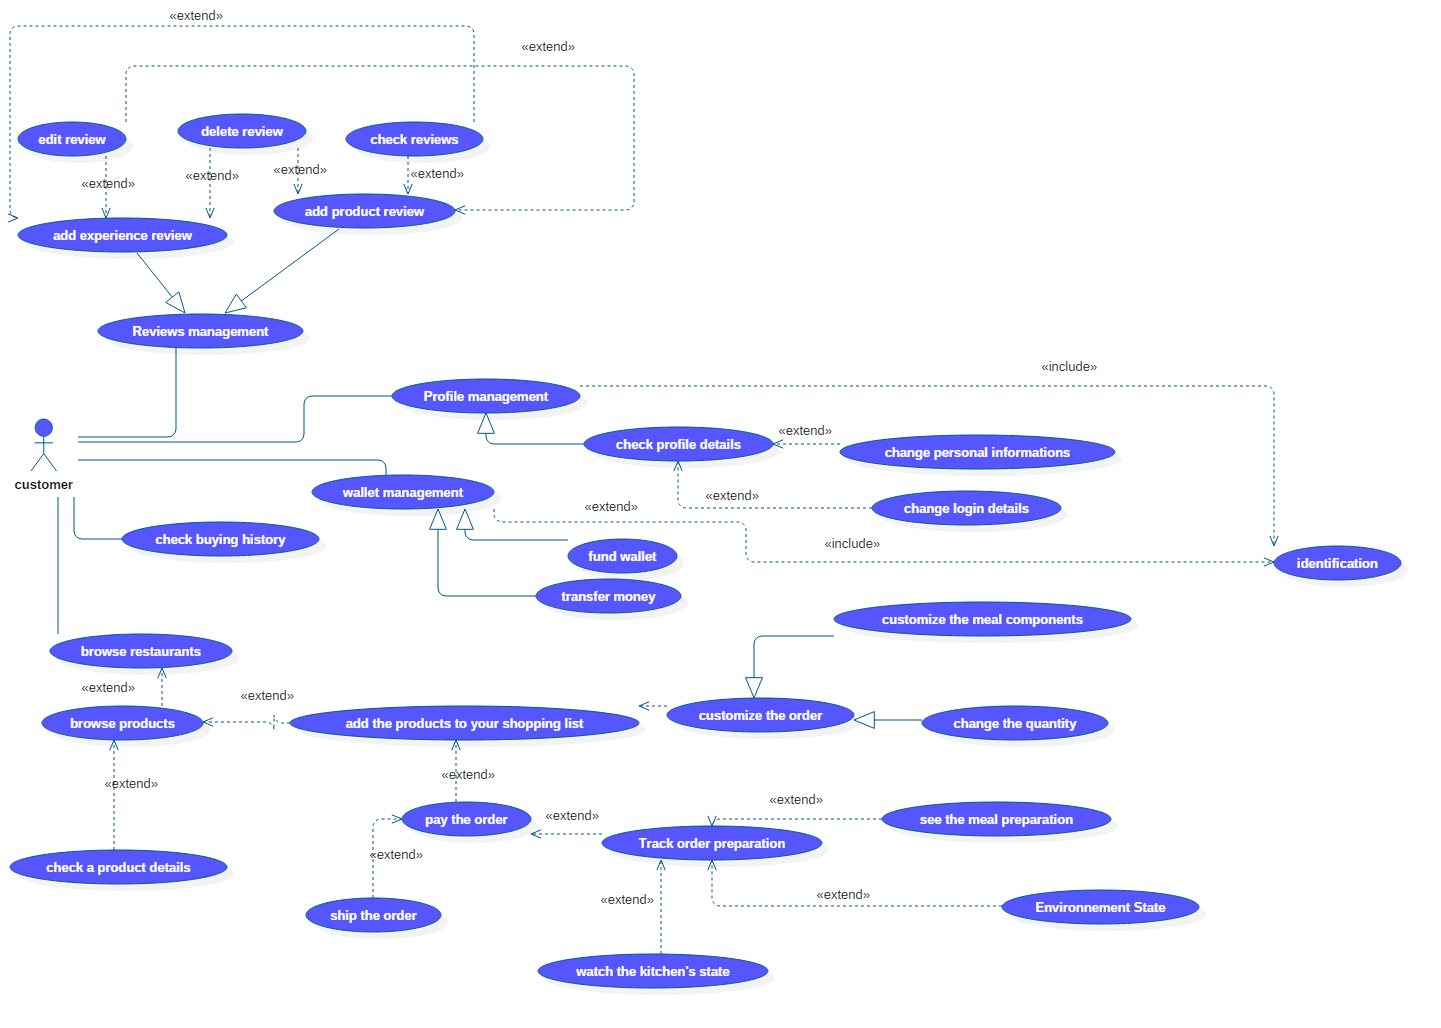 «extend»
«extend»
edit review
delete review
check reviews
«extend»
«extend»
«extend»
«extend»
add product review
add experience review
Reviews management
«include»
Profile management
«extend»
check profile details
change personal informations
customer
wallet management
«extend»
«extend»
change login details
check buying history
«include»
fund wallet
identification
transfer money
customize the meal components
browse restaurants
«extend»
«extend»
browse products
add the products to your shopping list
customize the order
change the quantity
«extend»
«extend»
«extend»
pay the order
«extend»
see the meal preparation
Track order preparation
«extend»
check a product details
«extend»
«extend»
ship the order
Environnement State
watch the kitchen's state